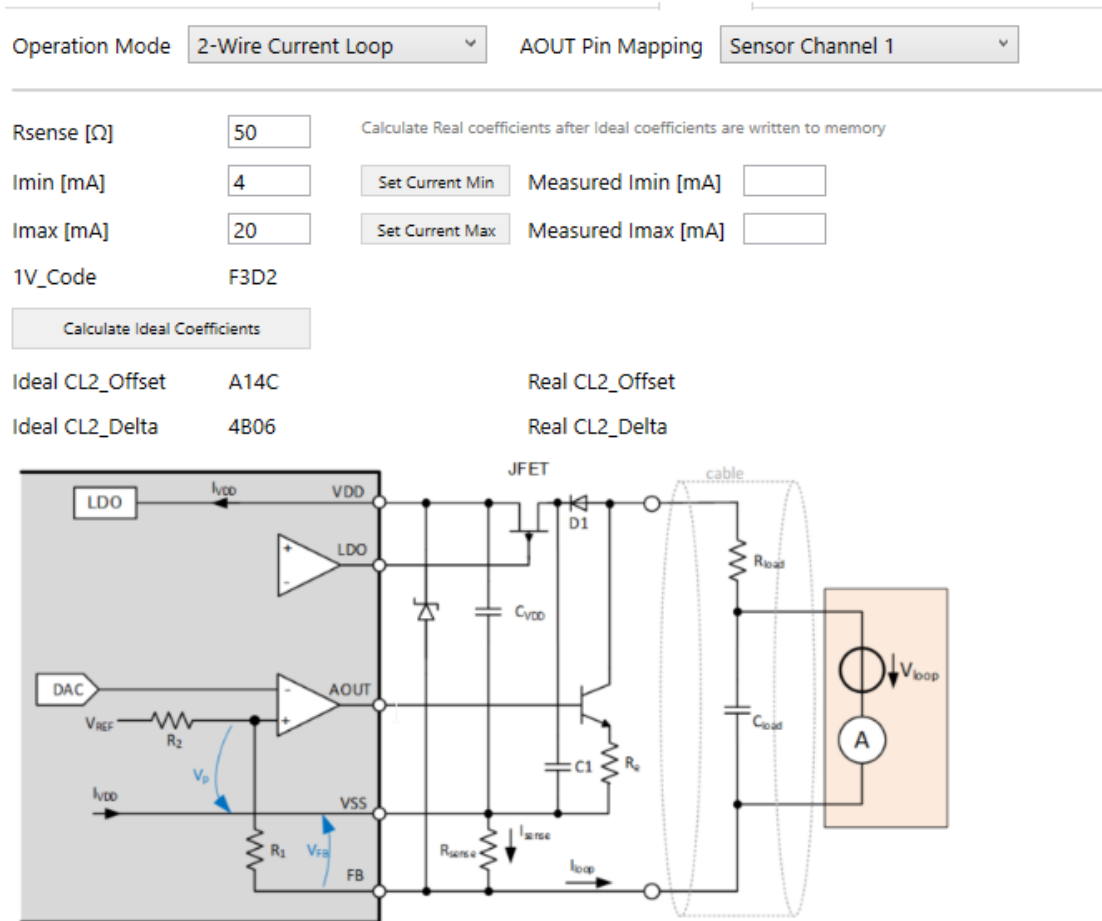 Operation Mode 2-Wire Current Loop AOUT Pin Mapping Sensor Channel 1
Rsense [Ω] 50 Calculate Real coefficients after Ideal coefficients are written to memory
Imin [mA] 4 Set Current Min Measured Imin [mA]
Imax [mA] 20 Set Current Max Measured Imax [mA]
1V_Code F3D2
Calculate Ideal Coefficients
Ideal CL2_Offset A14C Real CL2_Offset
Ideal CL2_Delta 4B06 Real CL2_Delta
JFET cable
LDO IVDD VDD D1
LDO Rload
+
-
CVDD
DAC - AOUT Vloop
VREF + Cload
R2 A
Vp C1 Re
IVDD VSS
Isense
R1 VFB Rsense
FB Iloop